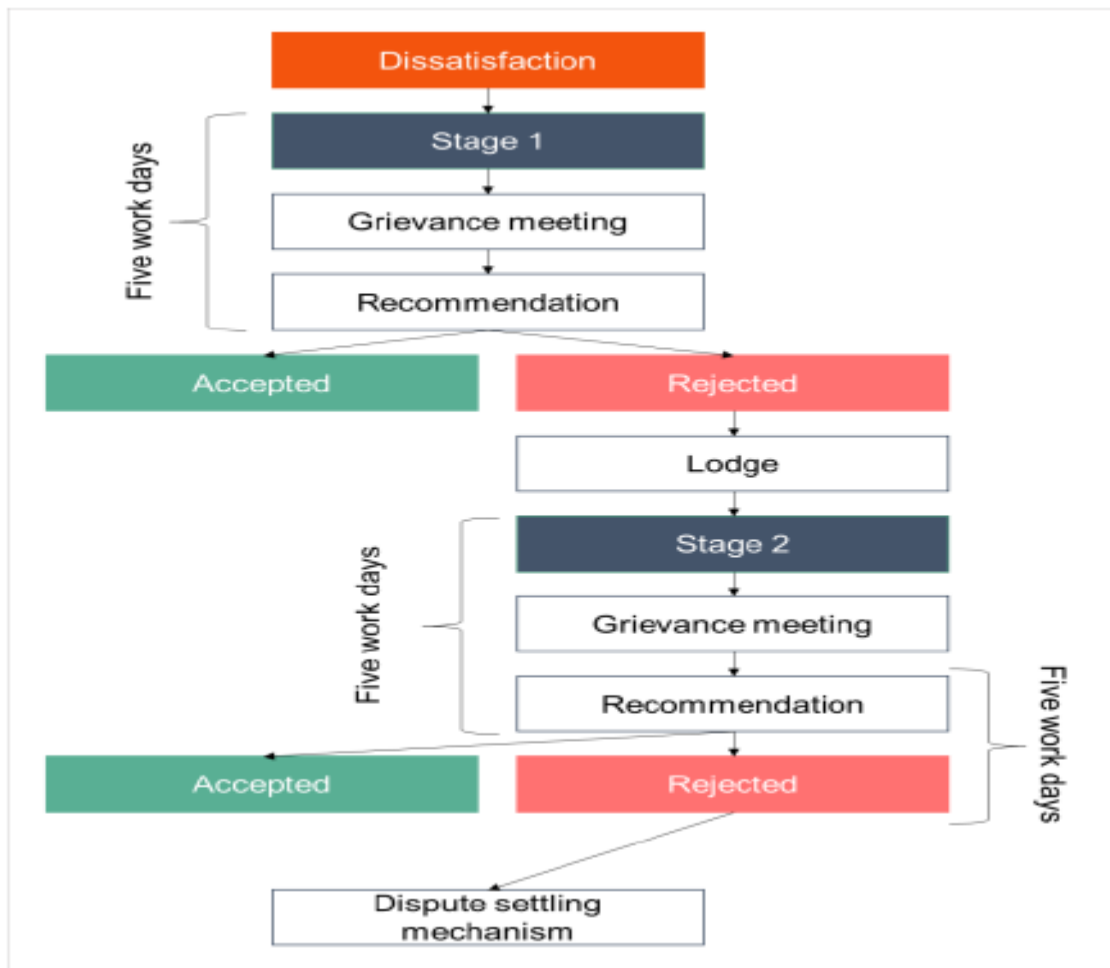 Dissatisfaction
Stage 1
Five work days
Grievance meeting
Recommendation
Accepted
Rejected
Lodge
Stage 2
Five work days
Grievance meeting
Recommendation
Five work days
Accepted
Rejected
Dispute settling
mechanism